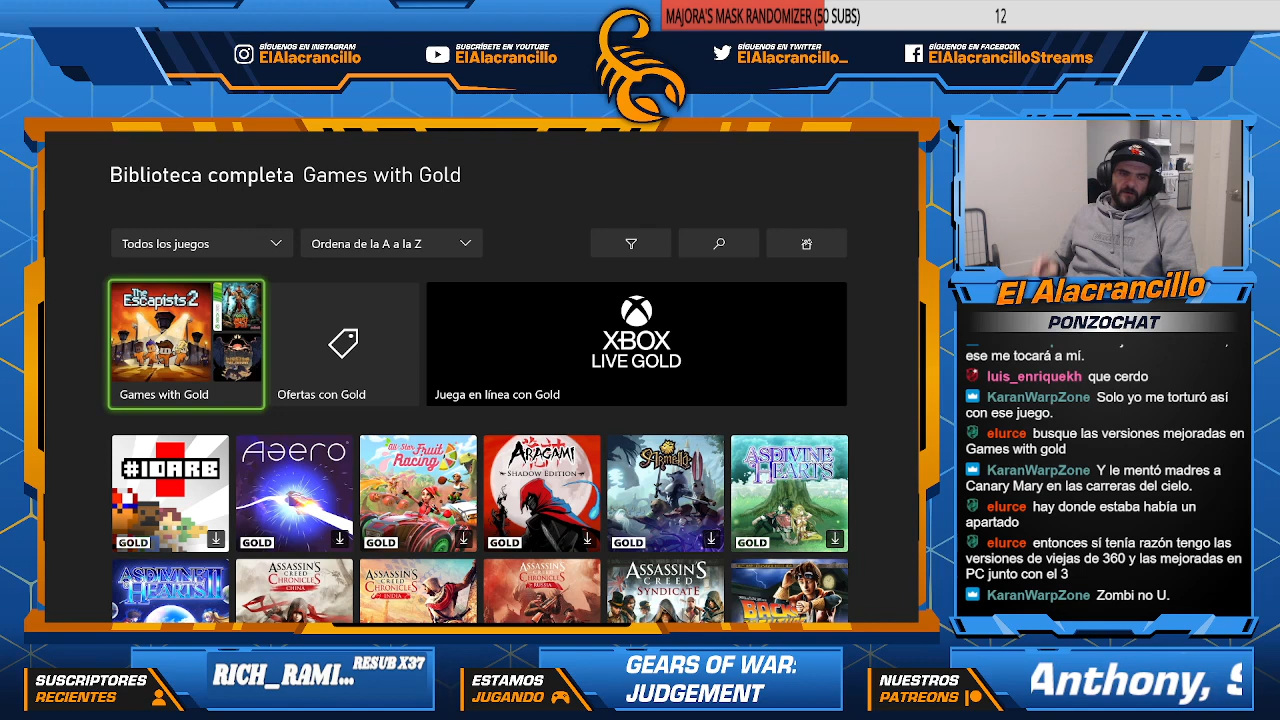 MAJORA'S MASK RANDOMIZER (50 SUBS) 12
SÍGUENOS EN INSTAGRAM
ElAlacrancillo
SUSCRÍBETE EN YOUTUBE
ElAlacrancillo
SÍGUENOS EN TWITTER
ElAlacrancillo_
SÍGUENOS EN FACEBOOK
ElAlacrancilloStreams
Biblioteca completa Games with Gold
Todos los juegos
Ordena de la A a la Z
The Escapists 2
Games with Gold
Ofertas con Gold
XBOX
LIVE GOLD
Juega en línea con Gold
#IDARB
GOLD
Aaero
GOLD
All-Star Fruit Racing
GOLD
ARAGAMI
SHADOW EDITION
GOLD
Armello
GOLD
ASDIVINE HEARTS
GOLD
ASDIVINE HEARTS II
ASSASSIN'S CREED CHRONICLES CHINA
ASSASSIN'S CREED CHRONICLES INDIA
ASSASSIN'S CREED CHRONICLES RUSSIA
ASSASSIN'S CREED SYNDICATE
BACK
El Alacrancillo
PONZOCHAT
ese me tocará a mí.
luis_enriquekh que cerdo
KaranWarpZone Solo yo me torturó así
con ese juego.
elurce busque las versiones mejoradas en
Games with gold
KaranWarpZone Y le mentó madres a
Canary Mary en las carreras del cielo.
elurce hay donde estaba había un
apartado
elurce entonces sí tenía razón tengo las
versiones de viejas de 360 y las mejoradas en
PC junto con el 3
KaranWarpZone Zombi no U.
SUSCRIPTORES
RECIENTES
RICH_RAMI... RESUB X37
ESTAMOS
JUGANDO
GEARS OF WAR:
JUDGEMENT
NUESTROS
PATREONS
Anthony, S